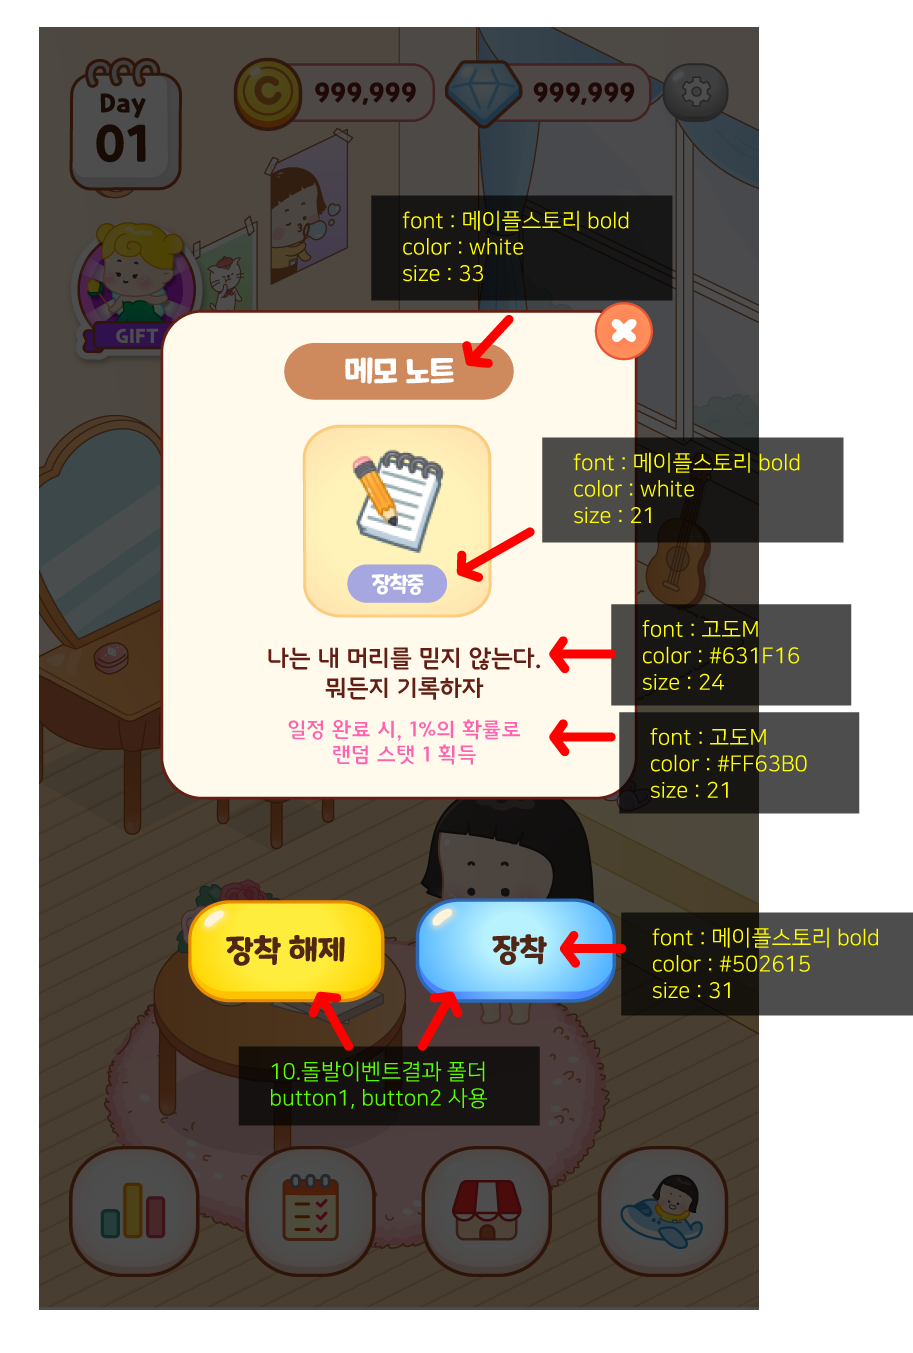 Day
01
C
999,999
999,999
GIFT
font : 메이플스토리 bold
color : white
size : 33
메모 노트
font : 메이플스토리 bold
color : white
size : 21
장착중
나는 내 머리를 믿지 않는다.
뭐든지 기록하자
font : 고도M
color : #631F16
size : 24
일정 완료 시, 1%의 확률로
랜덤 스탯 1 획득
font : 고도M
color : #FF63B0
size : 21
장착 해제
장착
font : 메이플스토리 bold
color : #502615
size : 31
10.돌발이벤트결과 폴더
button1, button2 사용